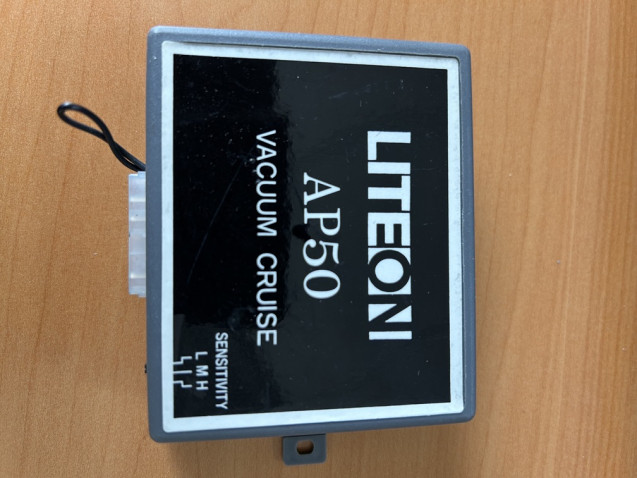 LITEON
AP50
VACUUM CRUISE
SENSITIVITY
L M H